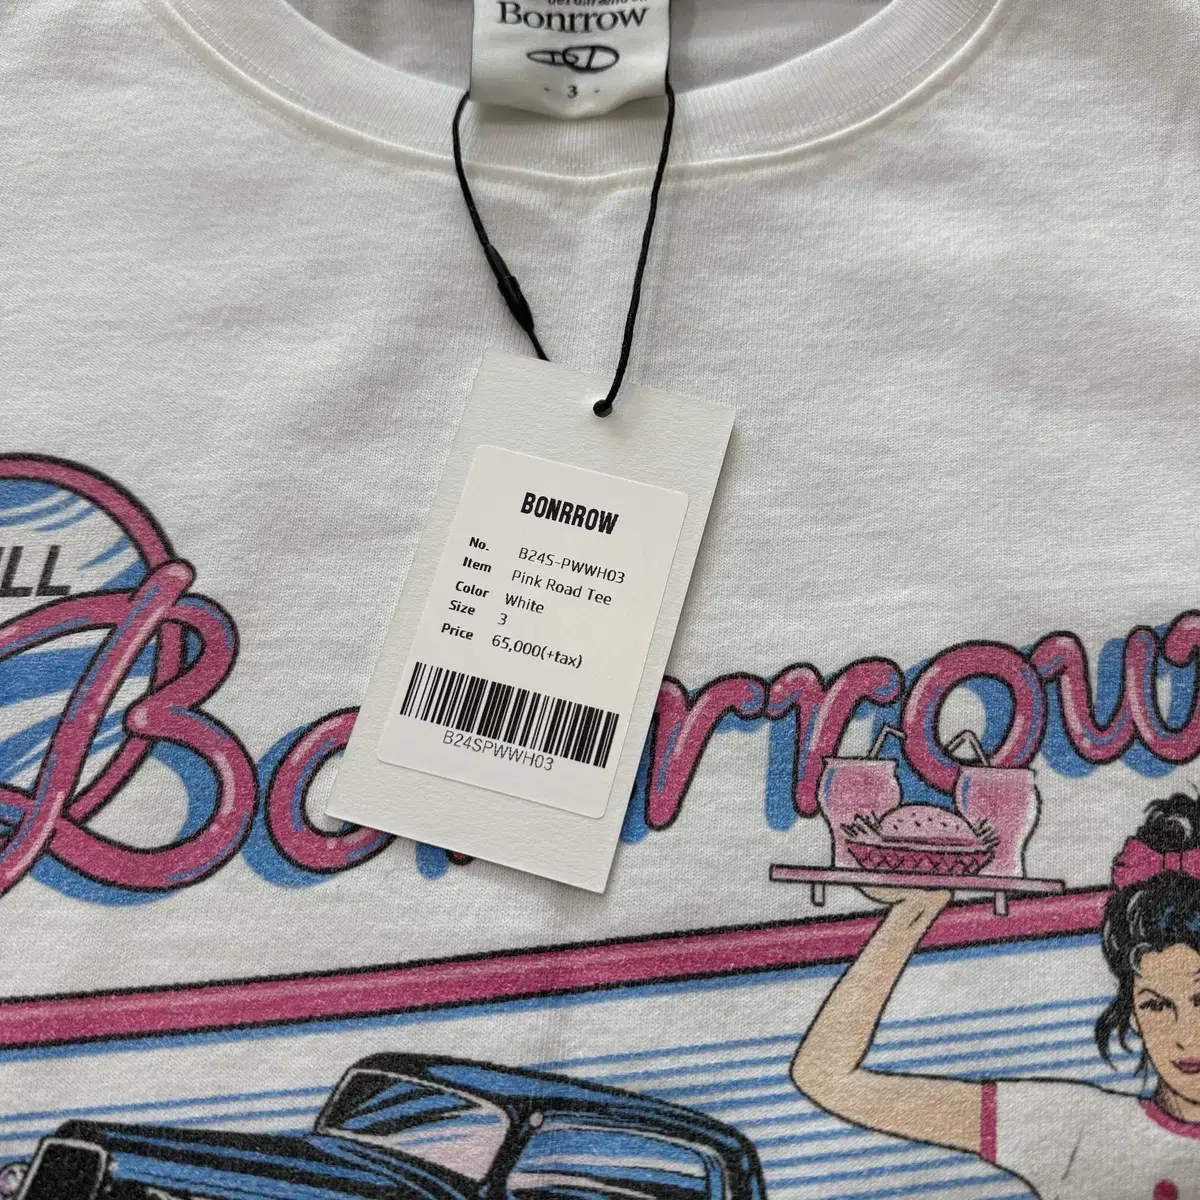 Bonrrow
- 3 -
BONRROW
No. B24S-PWWH03
Item Pink Road Tee
Color White
Size 3
Price 65,000(+tax)
B24SPWWH03
LL
Bonrrow